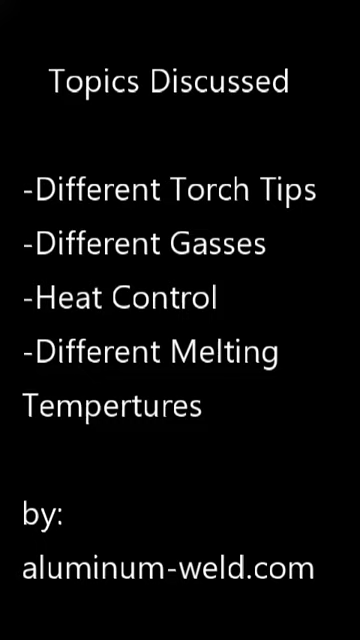 Topics Discussed
-Different Torch Tips
-Different Gasses
-Heat Control
-Different Melting
Tempertures
by:
aluminum-weld.com